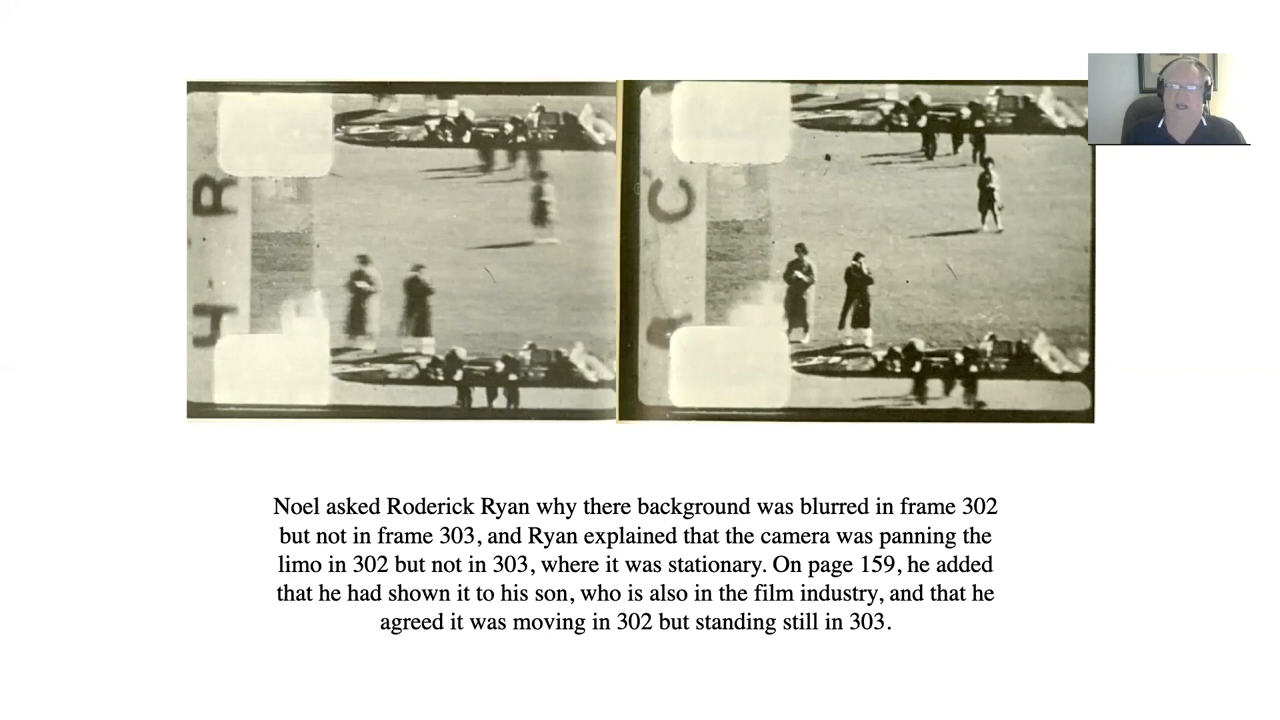 R
H
C
Noel asked Roderick Ryan why there background was blurred in frame 302
but not in frame 303, and Ryan explained that the camera was panning the
limo in 302 but not in 303, where it was stationary. On page 159, he added
that he had shown it to his son, who is also in the film industry, and that he
agreed it was moving in 302 but standing still in 303.